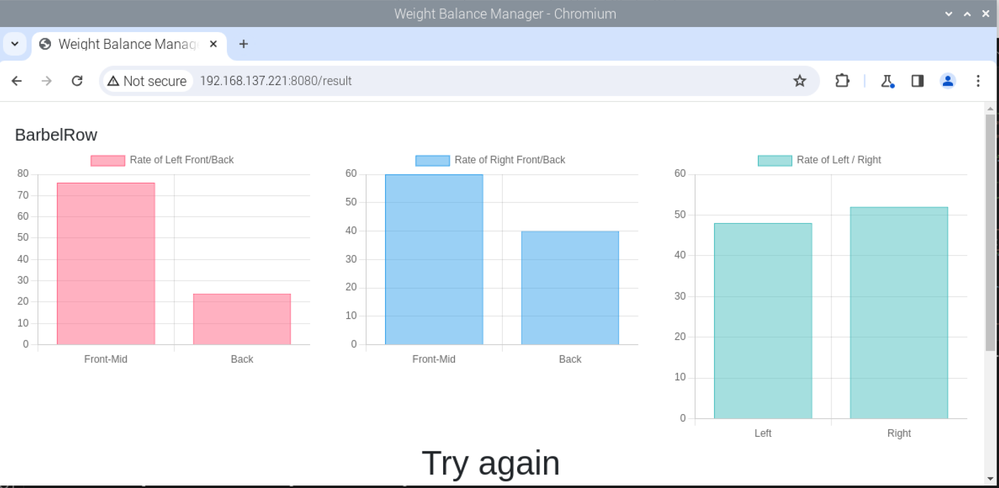 Weight Balance Manager - Chromium
Weight Balance Manag
Not secure 192.168.137.221:8080/result
BarbelRow
Rate of Left Front/Back
80
70
60
50
40
30
20
10
0
Front-Mid Back
Rate of Right Front/Back
60
50
40
30
20
10
0
Front-Mid Back
Rate of Left / Right
60
50
40
30
20
10
0
Left Right
Try again